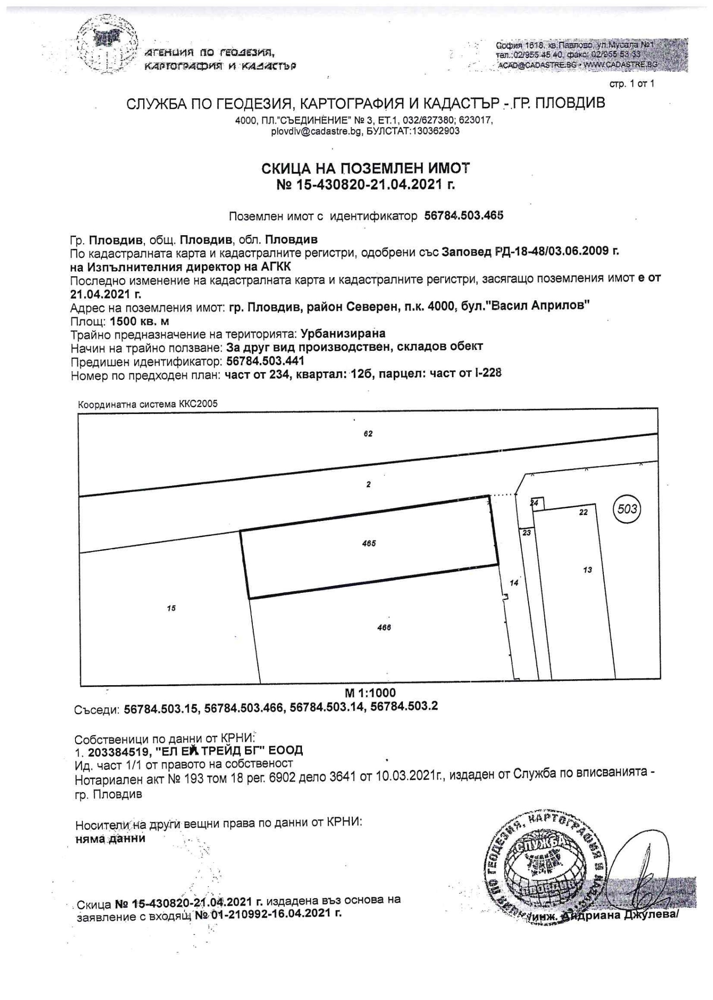 АГЕНЦИЯ ПО ГЕОДЕЗИЯ,
КАРТОГРАФИЯ И КАДАСТЪР
София 1618, кв.Павлово, ул.Мусала №1
тел.:02/955 45 40, факс: 02/955 53 33
ACAD@CADASTRE.BG • WWW.CADASTRE.BG
стр. 1 от 1
СЛУЖБА ПО ГЕОДЕЗИЯ, КАРТОГРАФИЯ И КАДАСТЪР - ГР. ПЛОВДИВ
4000, ПЛ."СЪЕДИНЕНИЕ" № 3, ЕТ.1, 032/627380; 623017,
plovdiv@cadastre.bg, БУЛСТАТ:130362903
СКИЦА НА ПОЗЕМЛЕН ИМОТ
№ 15-430820-21.04.2021 г.
Поземлен имот с идентификатор 56784.503.465
Гр. Пловдив, общ. Пловдив, обл. Пловдив
По кадастралната карта и кадастралните регистри, одобрени със Заповед РД-18-48/03.06.2009 г.
на Изпълнителния директор на АГКК
Последно изменение на кадастралната карта и кадастралните регистри, засягащо поземления имот е от
21.04.2021 г.
Адрес на поземления имот: гр. Пловдив, район Северен, п.к. 4000, бул."Васил Априлов"
Площ: 1500 кв. м
Трайно предназначение на територията: Урбанизирана
Начин на трайно ползване: За друг вид производствен, складов обект
Предишен идентификатор: 56784.503.441
Номер по предходен план: част от 234, квартал: 12б, парцел: част от I-228
Координатна система ККС2005
62
2
24
22
503
23
465
13
14
15
466
М 1:1000
Съседи: 56784.503.15, 56784.503.466, 56784.503.14, 56784.503.2
Собственици по данни от КРНИ:
1. 203384519, "ЕЛ ЕЙ ТРЕЙД БГ" ЕООД
Ид. част 1/1 от правото на собственост
Нотариален акт № 193 том 18 рег. 6902 дело 3641 от 10.03.2021г., издаден от Служба по вписванията -
гр. Пловдив
Носители на други вещни права по данни от КРНИ:
няма данни
ПО ГЕОДЕЗИЯ, КАРТОГРАФИЯ И
СЛУЖБА
ПЛОВДИВ
Скица № 15-430820-21.04.2021 г. издадена въз основа на
заявление с входящ № 01-210992-16.04.2021 г.
/инж. Андриана Джулева/